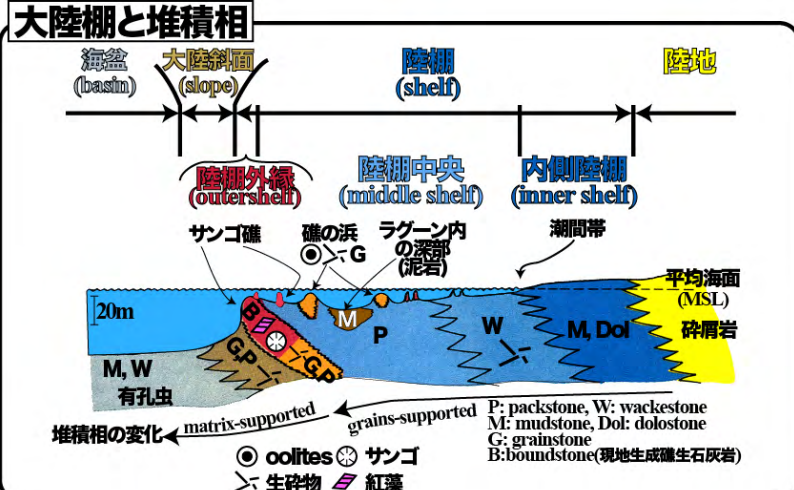 大陸棚と堆積相
海盆
(basin)
大陸斜面
(slope)
陸棚
(shelf)
陸地
陸棚外縁
(outershelf)
陸棚中央
(middle shelf)
内側陸棚
(inner shelf)
サンゴ礁
礁の浜
G
ラグーン内
の深部
(泥岩)
潮間帯
平均海面
(MSL)
20m
B
M
P
W
M, Dol
砕屑岩
G,P
G,P
M, W
有孔虫
堆積相の変化
matrix-supported
grains-supported
P: packstone, W: wackestone
M: mudstone, Dol: dolostone
G: grainstone
B:boundstone(現地生成礁生石灰岩)
oolites
サンゴ
生砕物
紅藻